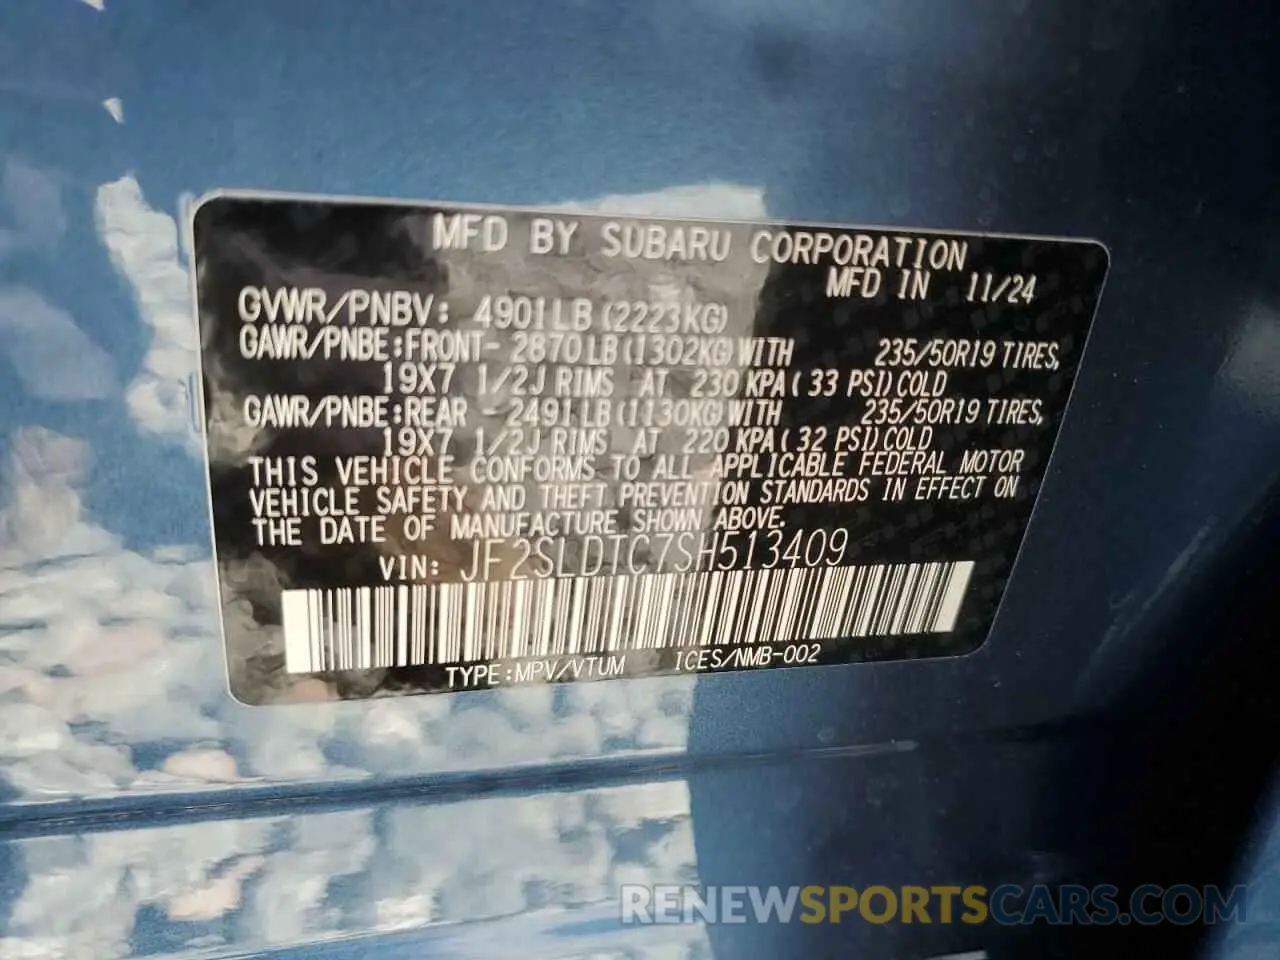 MFD BY SUBARU CORPORATION
MFD IN 11/24
GVWR/PNBV: 4901LB(2223KG)
GAWR/PNBE:FRONT- 2870LB(1302KG)WITH 235/50R19 TIRES,
19X7 1/2J RIMS AT 230 KPA( 33 PSI)COLD
GAWR/PNBE:REAR - 2491LB(1130KG)WITH 235/50R19 TIRES,
19X7 1/2J RIMS AT 220 KPA( 32 PSI)COLD
THIS VEHICLE CONFORMS TO ALL APPLICABLE FEDERAL MOTOR
VEHICLE SAFETY AND THEFT PREVENTION STANDARDS IN EFFECT ON
THE DATE OF MANUFACTURE SHOWN ABOVE.
VIN: JF2SLDTC7SH513409
TYPE:MPV/VTUM ICES/NMB-002
RENEWSPORTSCARS.COM